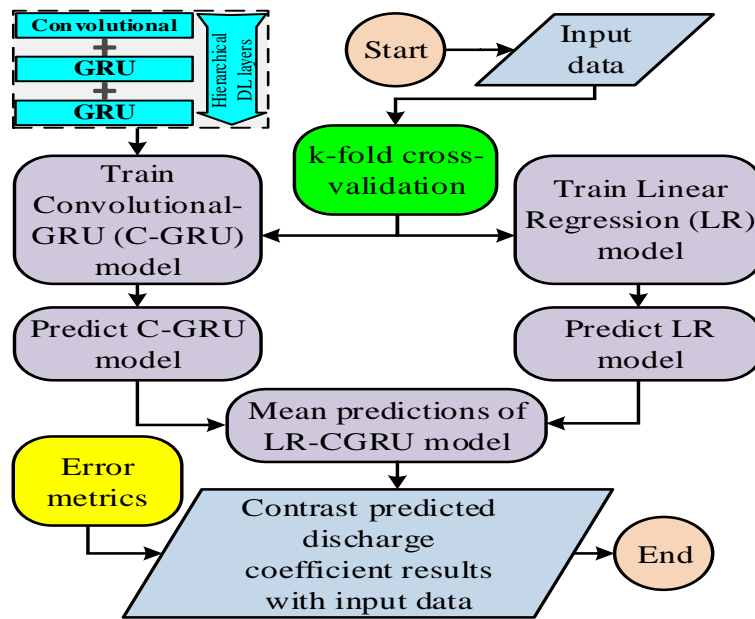 Convolutional
+
GRU
+
GRU
Hierarchical
DL layers
Start
Input
data
k-fold cross-
validation
Train
Convolutional-
GRU (C-GRU)
model
Train Linear
Regression (LR)
model
Predict C-GRU
model
Predict LR
model
Mean predictions of
LR-CGRU model
Error
metrics
Contrast predicted
discharge
coefficient results
with input data
End